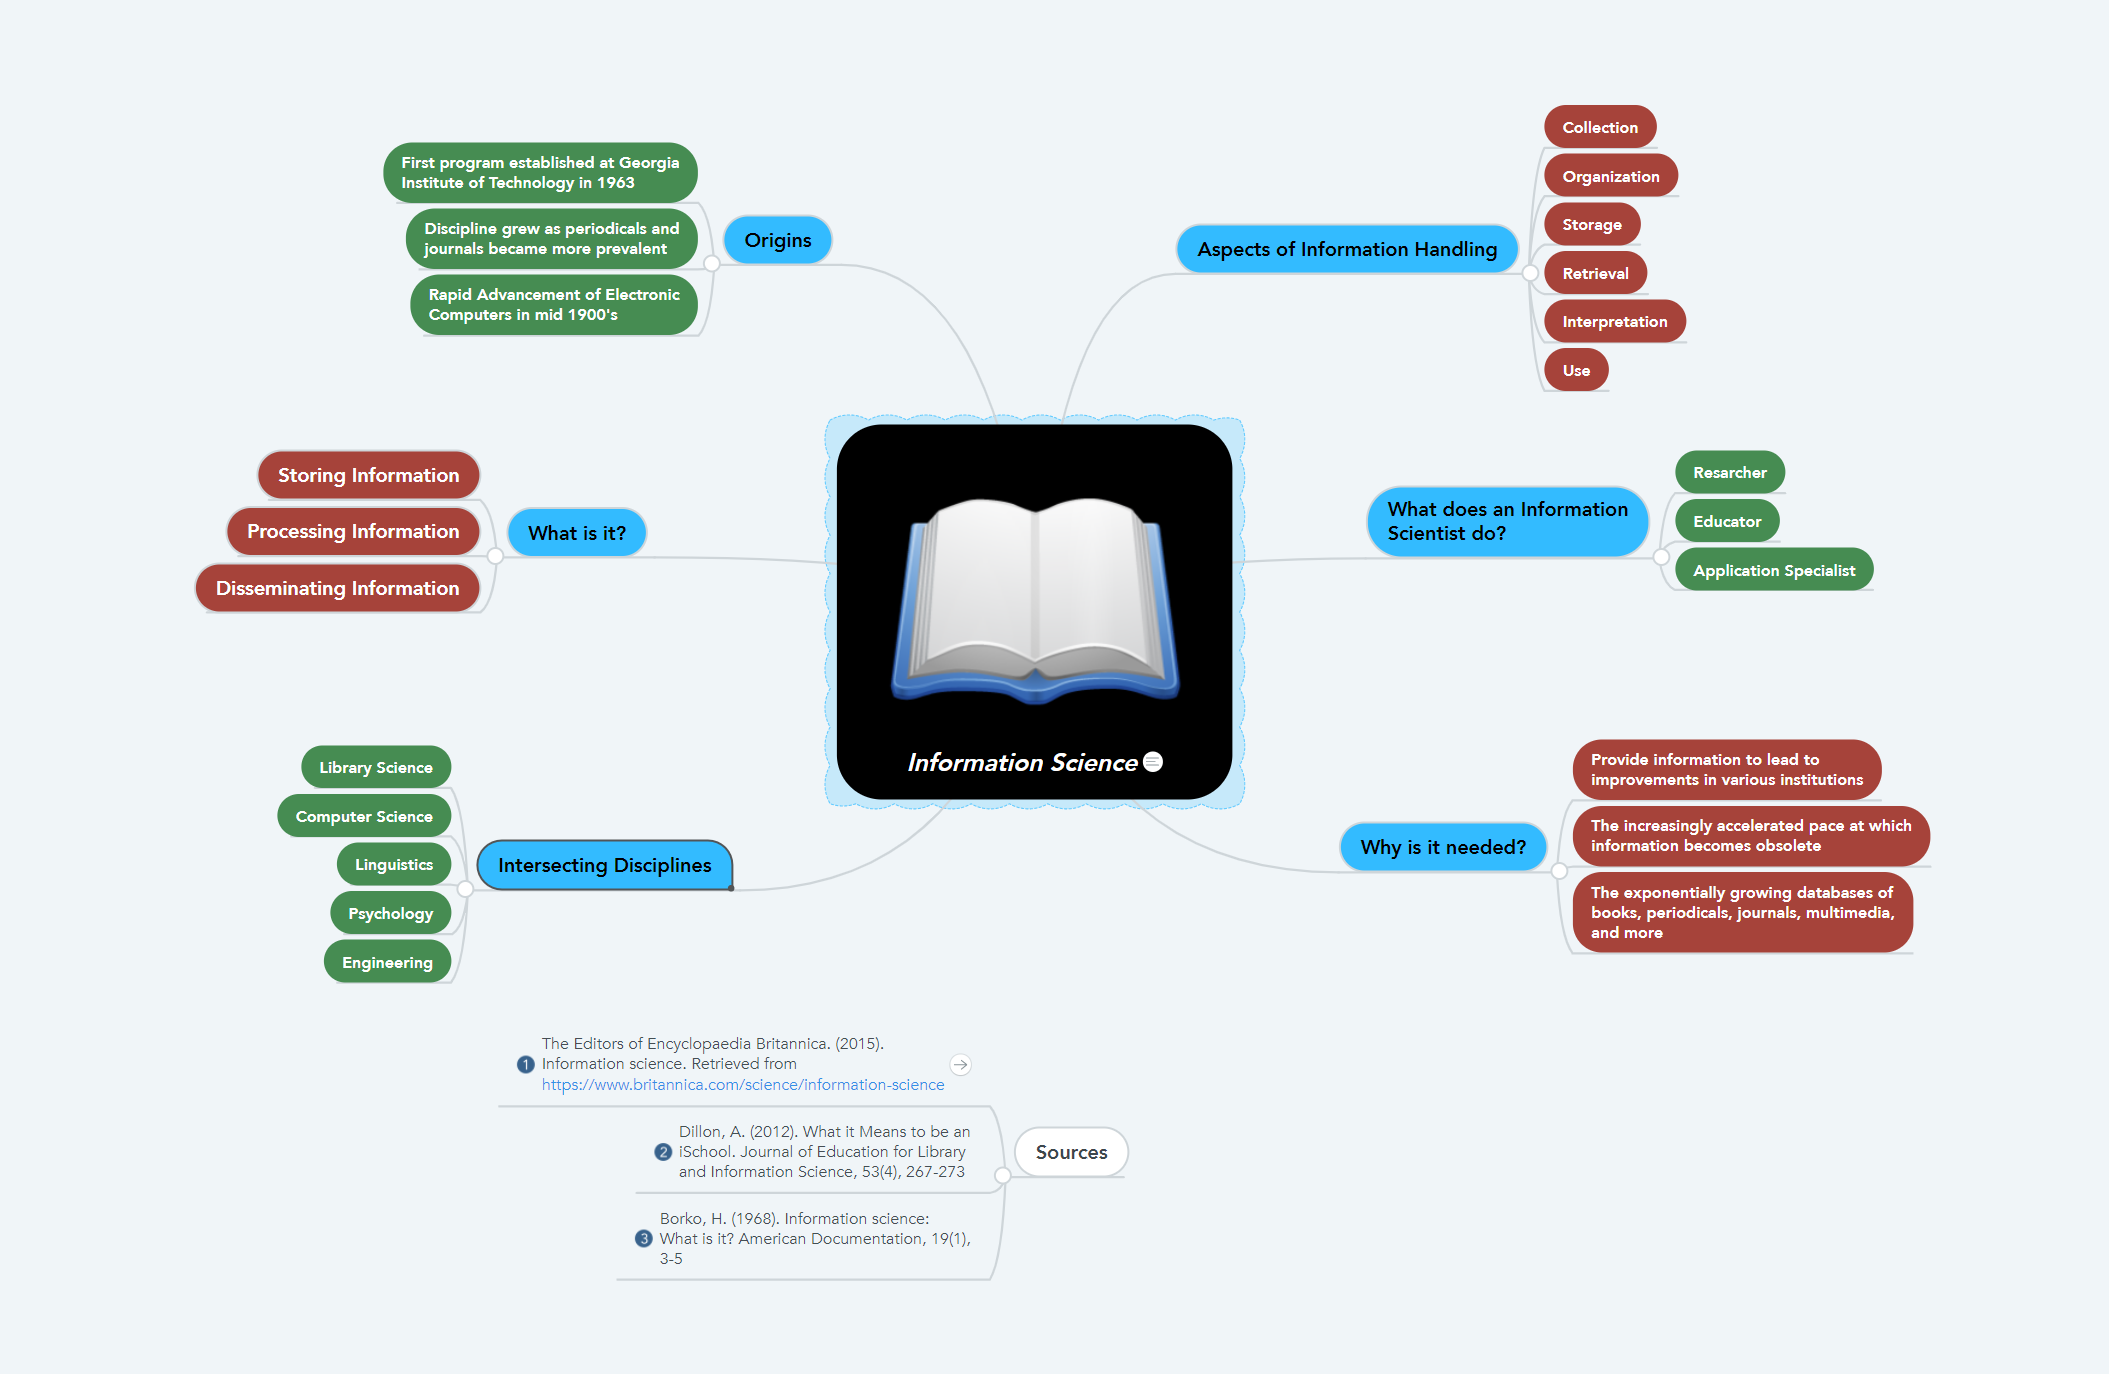 First program established at Georgia
Institute of Technology in 1963
Discipline grew as periodicals and
journals became more prevalent
Rapid Advancement of Electronic
Computers in mid 1900's
Origins
Aspects of Information Handling
Collection
Organization
Storage
Retrieval
Interpretation
Use
Storing Information
Processing Information
Disseminating Information
What is it?
What does an Information
Scientist do?
Resarcher
Educator
Application Specialist
Information Science
Library Science
Computer Science
Linguistics
Psychology
Engineering
Intersecting Disciplines
Why is it needed?
Provide information to lead to
improvements in various institutions
The increasingly accelerated pace at which
information becomes obsolete
The exponentially growing databases of
books, periodicals, journals, multimedia,
and more
1
The Editors of Encyclopaedia Britannica. (2015).
Information science. Retrieved from
https://www.britannica.com/science/information-science
2
Dillon, A. (2012). What it Means to be an
iSchool. Journal of Education for Library
and Information Science, 53(4), 267-273
3
Borko, H. (1968). Information science:
What is it? American Documentation, 19(1),
3-5
Sources